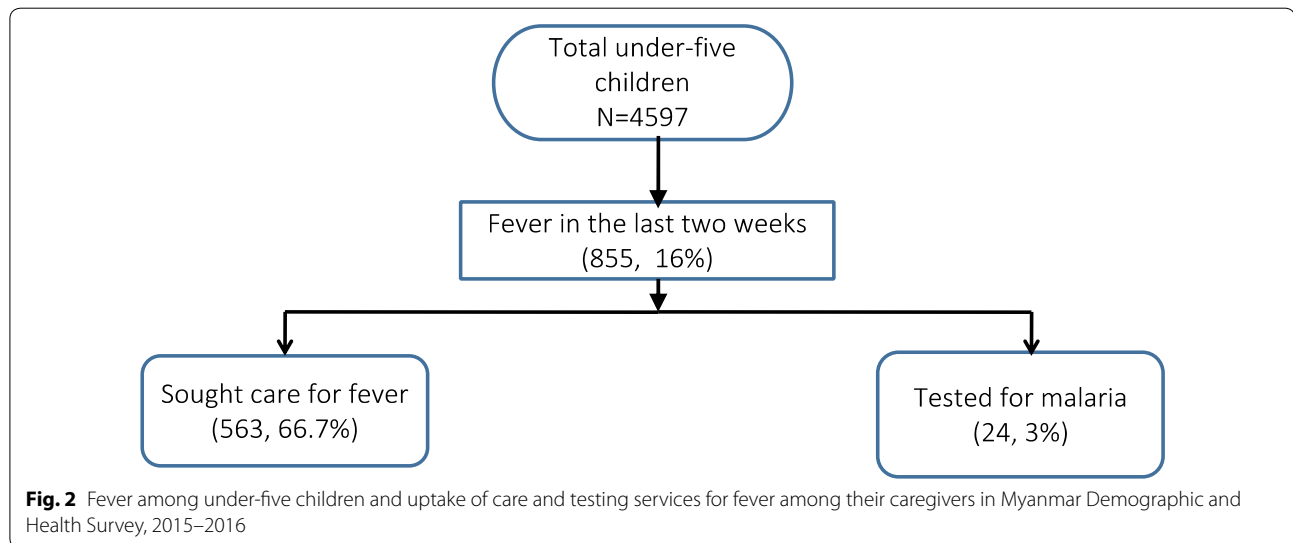 Total under-five
children
N=4597
Fever in the last two weeks
(855, 16%)
Sought care for fever
(563, 66.7%)
Tested for malaria
(24, 3%)
Fig. 2 Fever among under-five children and uptake of care and testing services for fever among their caregivers in Myanmar Demographic and
Health Survey, 2015–2016